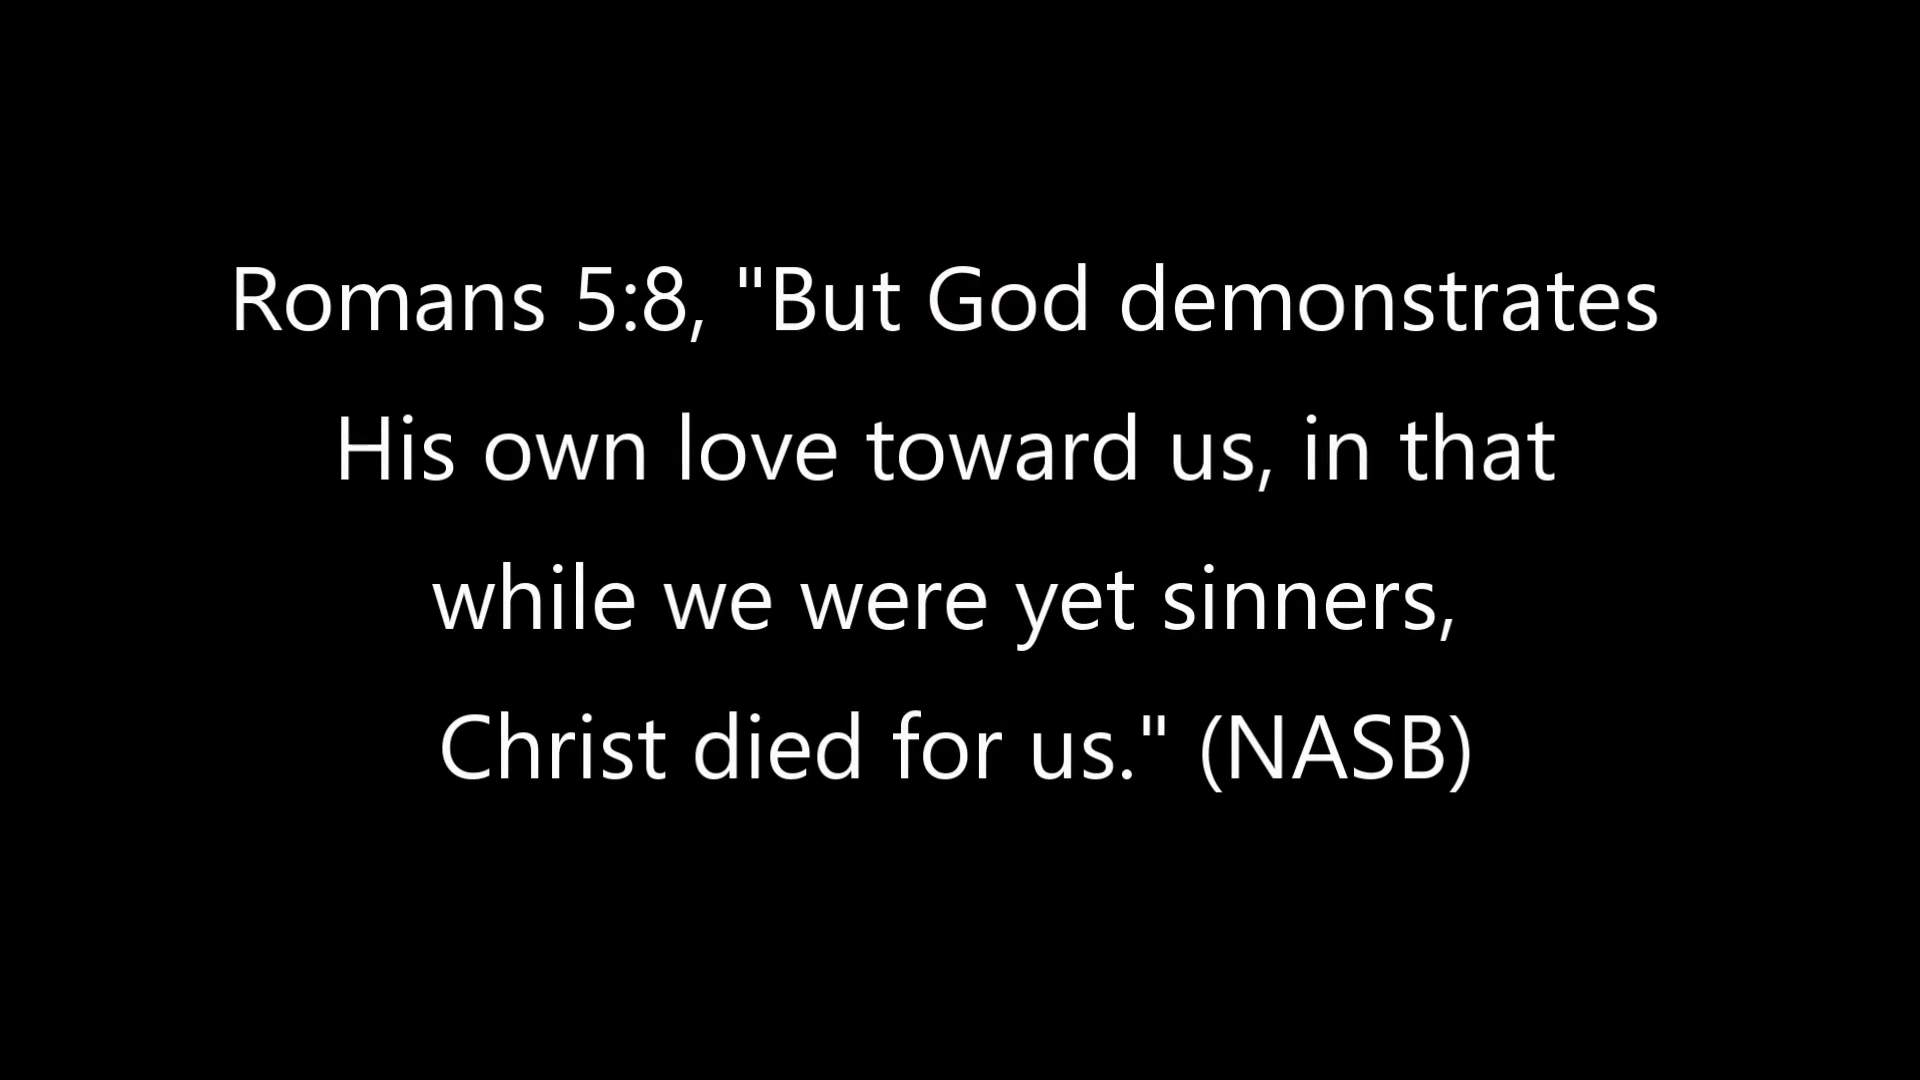 Romans 5:8, "But God demonstrates
His own love toward us, in that
while we were yet sinners,
Christ died for us." (NASB)